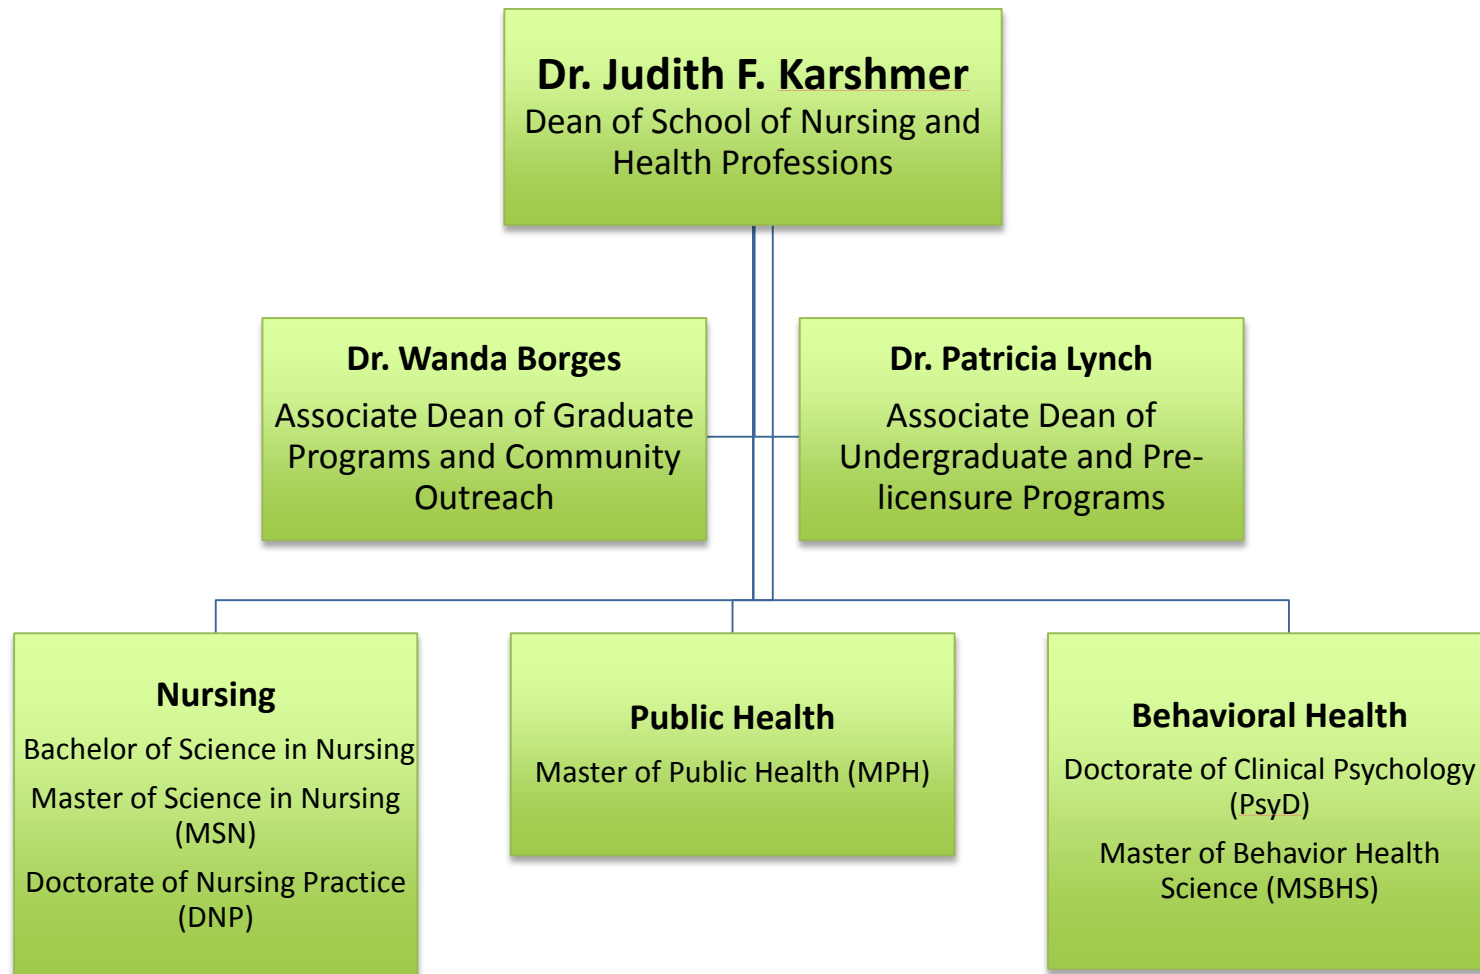 Dr. Judith F. Karshmer
Dean of School of Nursing and
Health Professions
Dr. Wanda Borges
Associate Dean of Graduate
Programs and Community
Outreach
Dr. Patricia Lynch
Associate Dean of
Undergraduate and Pre-
licensure Programs
Nursing
Bachelor of Science in Nursing
Master of Science in Nursing
(MSN)
Doctorate of Nursing Practice
(DNP)
Public Health
Master of Public Health (MPH)
Behavioral Health
Doctorate of Clinical Psychology
(PsyD)
Master of Behavior Health
Science (MSBHS)